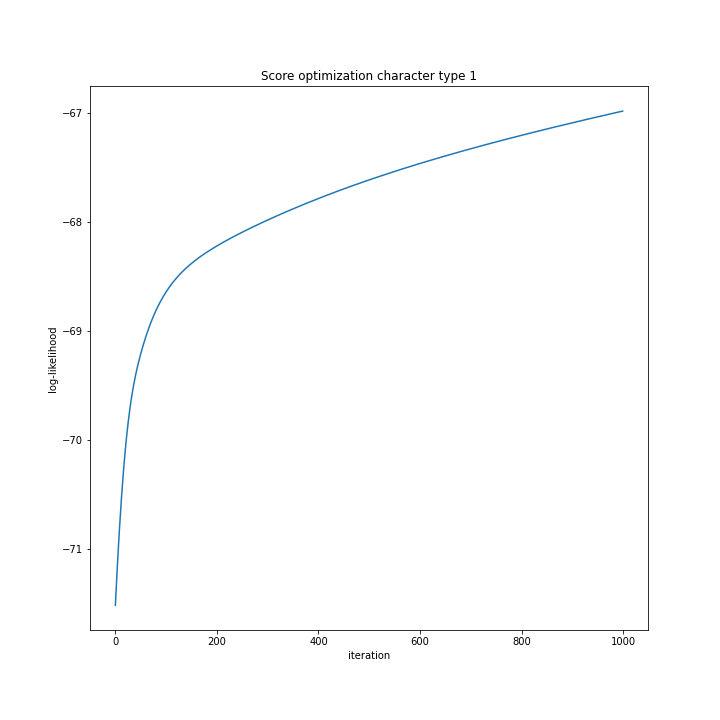 Score optimization character type 1
−67
−68
−69
−70
−71
log-likelihood
0 200 400 600 800 1000
iteration